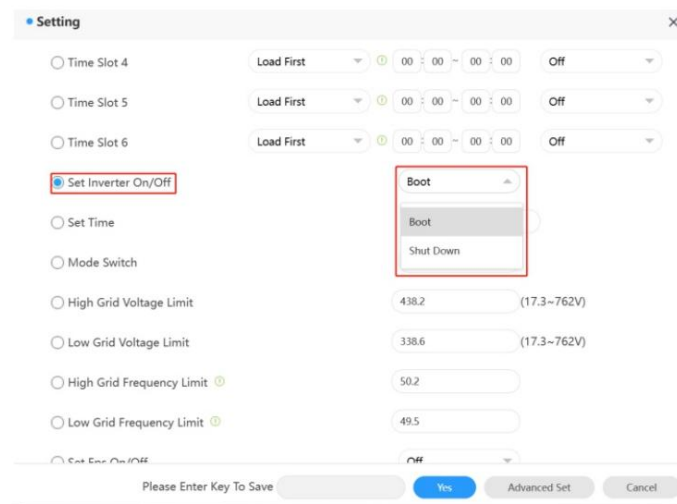 Setting
Time Slot 4 Load First 00 : 00 ~ 00 : 00 Off
Time Slot 5 Load First 00 : 00 ~ 00 : 00 Off
Time Slot 6 Load First 00 : 00 ~ 00 : 00 Off
Set Inverter On/Off Boot
Set Time Boot
Shut Down
Mode Switch
High Grid Voltage Limit 438.2 (17.3~762V)
Low Grid Voltage Limit 338.6 (17.3~762V)
High Grid Frequency Limit 50.2
Low Grid Frequency Limit 49.5
Set Eps On/Off Off
Please Enter Key To Save Yes Advanced Set Cancel